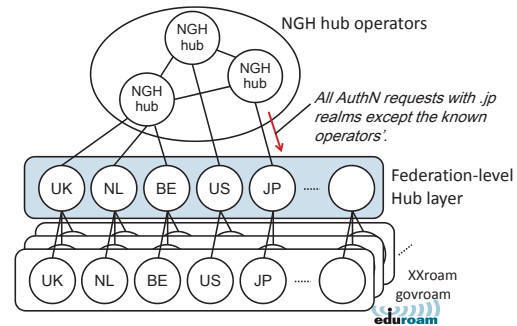 NGH hub operators
NGH
hub
NGH
hub
NGH
hub
All AuthN requests with .jp
realms except the known
operators'.
Federation-level
Hub layer
UK NL BE US JP ......
UK NL BE US JP ......
......
XXroam
govroam
eduroam